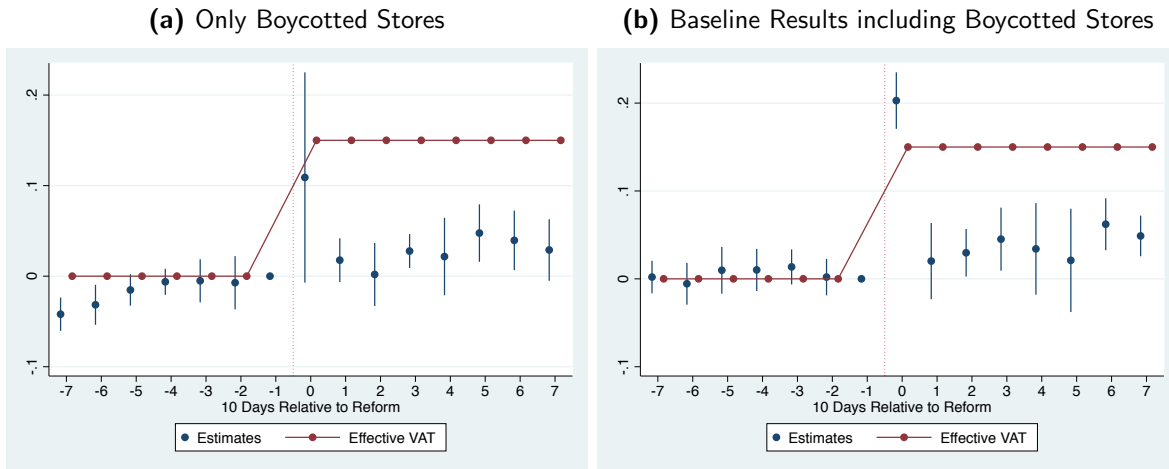 (a) Only Boycotted Stores
.2
.1
0
-.1
-7 -6 -5 -4 -3 -2 -1 0 1 2 3 4 5 6 7
10 Days Relative to Reform
Estimates Effective VAT
(b) Baseline Results including Boycotted Stores
.2
.1
0
-.1
-7 -6 -5 -4 -3 -2 -1 0 1 2 3 4 5 6 7
10 Days Relative to Reform
Estimates Effective VAT